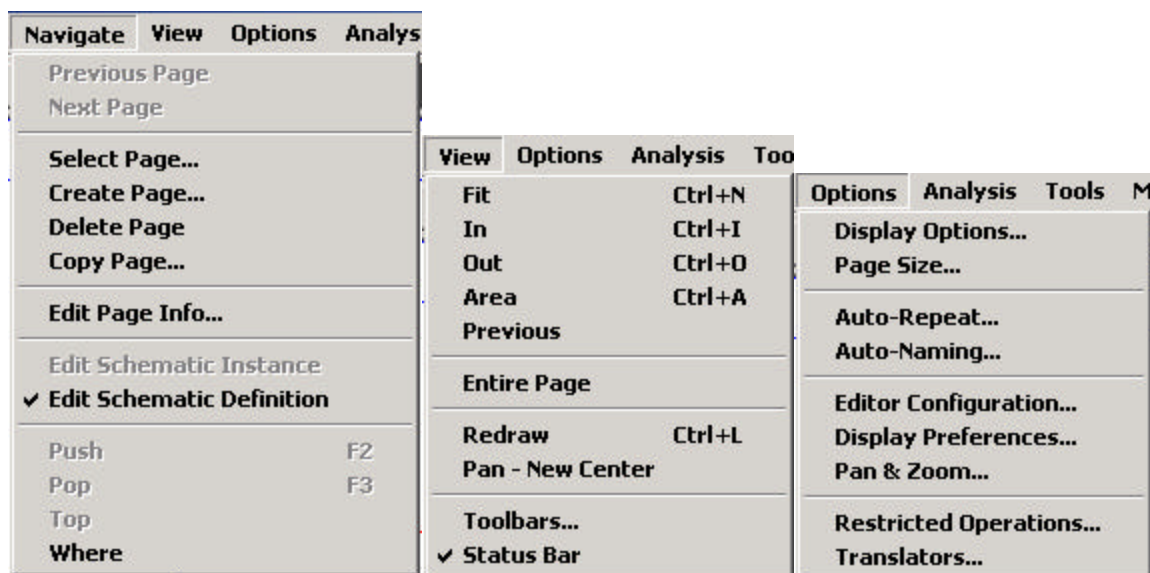 Navigate View Options Analys
Previous Page
Next Page
Select Page...
Create Page...
Delete Page
Copy Page...
Edit Page Info...
Edit Schematic Instance
✓ Edit Schematic Definition
Push F2
Pop F3
Top
Where
View Options Analysis Too
Fit Ctrl+N
In Ctrl+I
Out Ctrl+O
Area Ctrl+A
Previous
Entire Page
Redraw Ctrl+L
Pan - New Center
Toolbars...
✓ Status Bar
Options Analysis Tools M
Display Options...
Page Size...
Auto-Repeat...
Auto-Naming...
Editor Configuration...
Display Preferences...
Pan & Zoom...
Restricted Operations...
Translators...